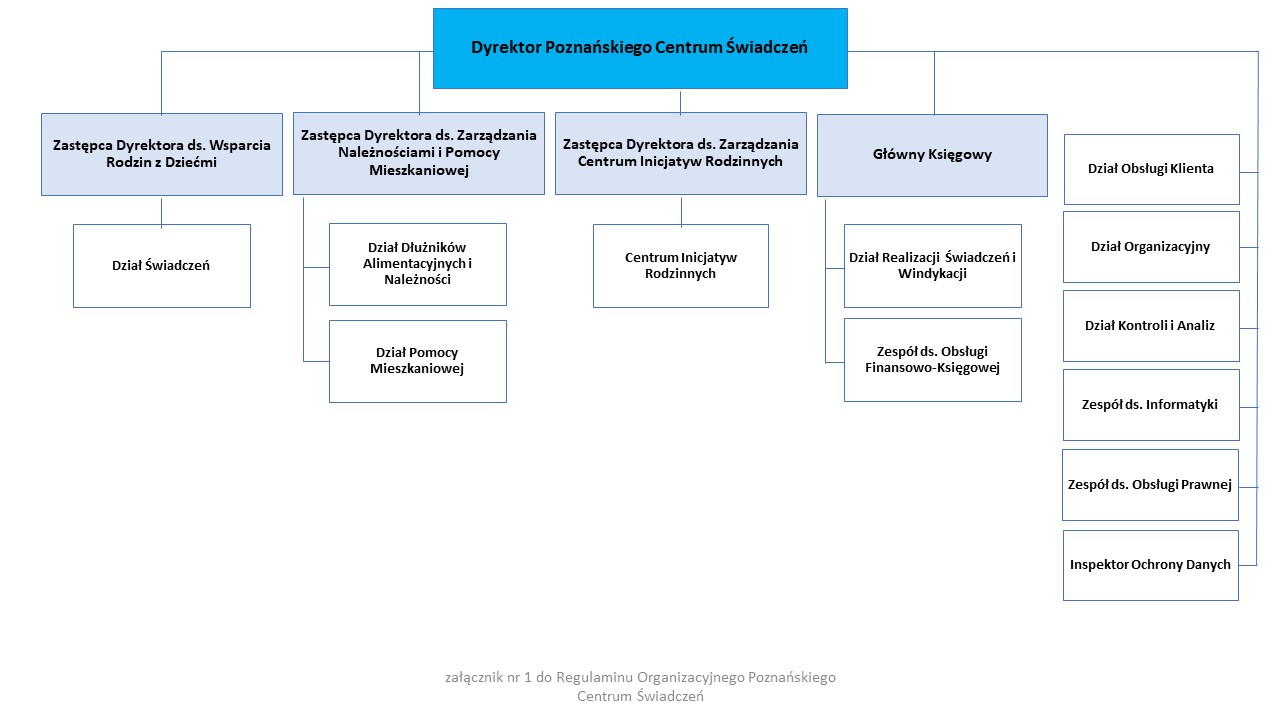 Dyrektor Poznańskiego Centrum Świadczeń
Zastępca Dyrektora ds. Wsparcia
Rodzin z Dziećmi
Zastępca Dyrektora ds. Zarządzania
Należnościami i Pomocy
Mieszkaniowej
Zastępca Dyrektora ds. Zarządzania
Centrum Inicjatyw Rodzinnych
Główny Księgowy
Dział Świadczeń
Dział Dłużników
Alimentacyjnych i
Należności
Dział Pomocy
Mieszkaniowej
Centrum Inicjatyw
Rodzinnych
Dział Realizacji Świadczeń i
Windykacji
Zespół ds. Obsługi
Finansowo-Księgowej
Dział Obsługi Klienta
Dział Organizacyjny
Dział Kontroli i Analiz
Zespół ds. Informatyki
Zespół ds. Obsługi Prawnej
Inspektor Ochrony Danych
załącznik nr 1 do Regulaminu Organizacyjnego Poznańskiego
Centrum Świadczeń